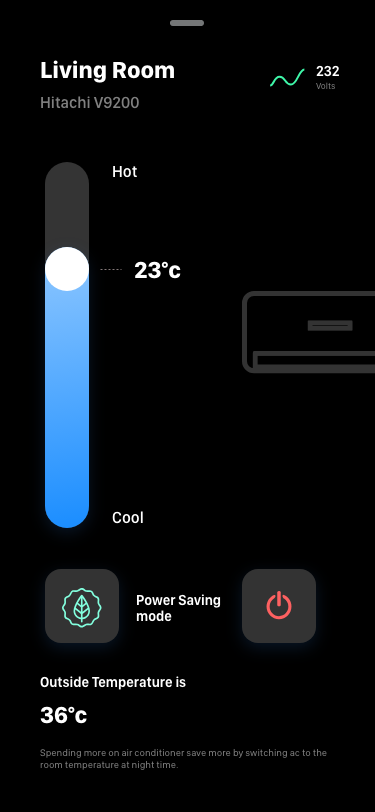 Living Room
232
Volts
Hitachi V9200
Hot
23°c
Cool
Power Saving
mode
Outside Temperature is
36°c
Spending more on air conditioner save more by switching ac to the
room temperature at night time.